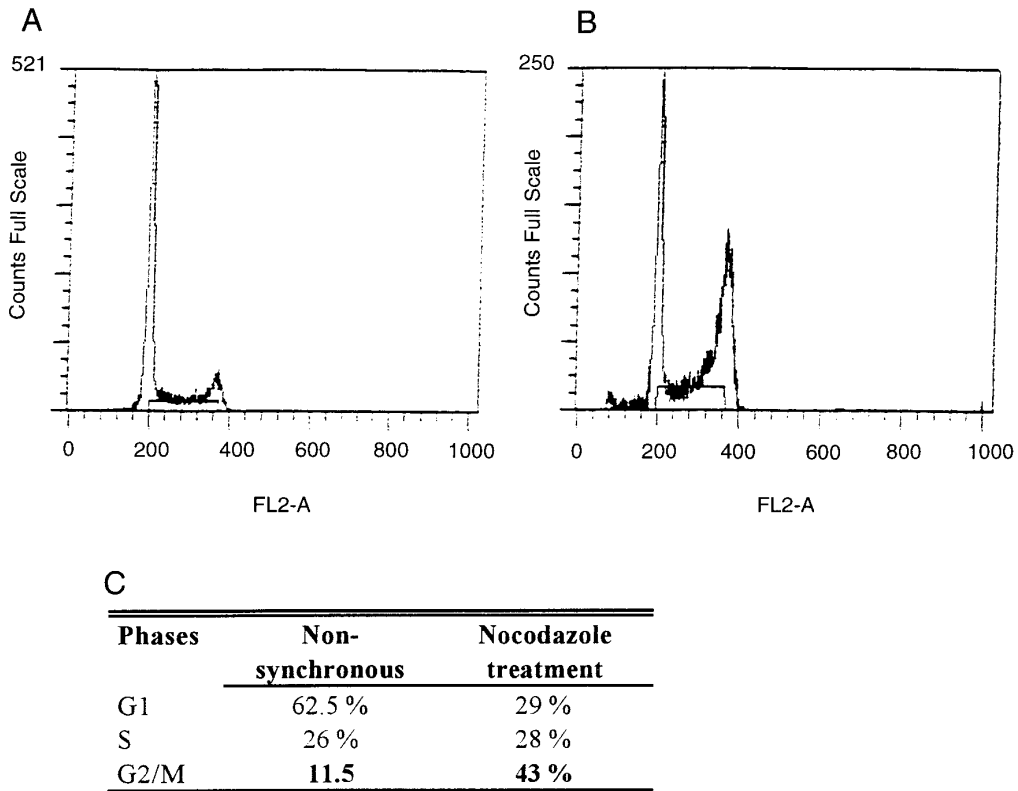 A
521
Counts Full Scale
0 200 400 600 800 1000
FL2-A
B
250
Counts Full Scale
0 200 400 600 800 1000
FL2-A
C
Phases Non- Nocodazole
synchronous treatment
G1 62.5 % 29 %
S 26 % 28 %
G2/M 11.5 43 %